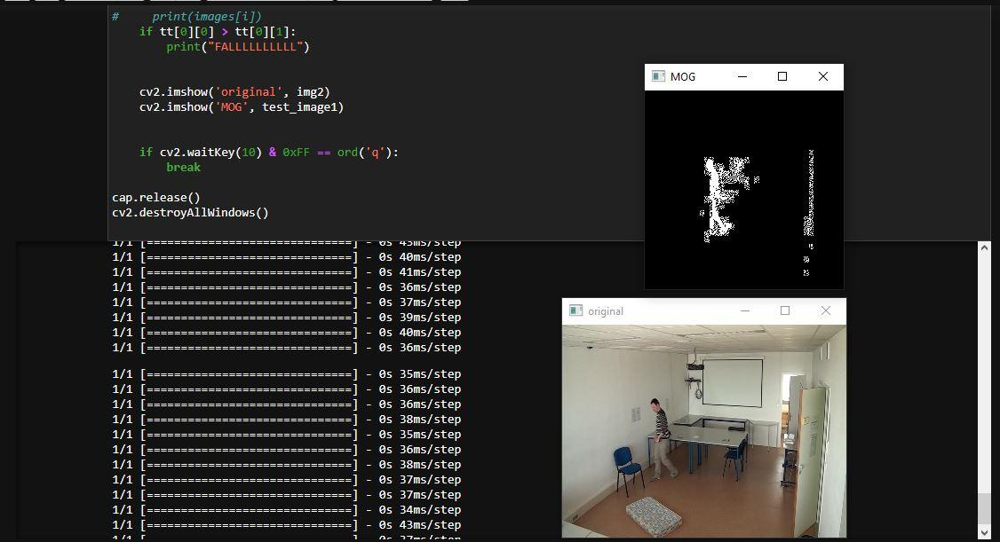 #     print(images[i])
    if tt[0][0] > tt[0][1]:
        print("FALLLLLLLLLL")
    cv2.imshow('original', img2)
    cv2.imshow('MOG', test_image1)
    if cv2.waitKey(10) & 0xFF == ord('q'):
        break
cap.release()
cv2.destroyAllWindows()
MOG
1/1 [==============================] - 0s 43ms/step
1/1 [==============================] - 0s 40ms/step
1/1 [==============================] - 0s 41ms/step
1/1 [==============================] - 0s 36ms/step
1/1 [==============================] - 0s 37ms/step
1/1 [==============================] - 0s 39ms/step
1/1 [==============================] - 0s 40ms/step
1/1 [==============================] - 0s 36ms/step
1/1 [==============================] - 0s 35ms/step
1/1 [==============================] - 0s 36ms/step
1/1 [==============================] - 0s 36ms/step
1/1 [==============================] - 0s 38ms/step
1/1 [==============================] - 0s 35ms/step
1/1 [==============================] - 0s 36ms/step
1/1 [==============================] - 0s 38ms/step
1/1 [==============================] - 0s 37ms/step
1/1 [==============================] - 0s 37ms/step
1/1 [==============================] - 0s 34ms/step
1/1 [==============================] - 0s 43ms/step
1/1 [==============================] - 0s 37ms/step
original